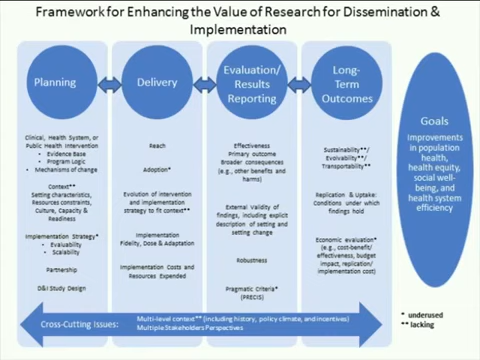 Framework for Enhancing the Value of Research for Dissemination &
Implementation
Planning
Clinical, Health System, or
Public Health Intervention
• Evidence Base
• Program Logic
• Mechanisms of change
Context**
Setting characteristics,
Resources constraints,
Culture, Capacity &
Readiness
Implementation Strategy*
• Evaluability
• Scalability
Partnership
D&I Study Design
Delivery
Reach
Adoption*
Evolution of intervention
and implementation
strategy to fit context**
Implementation
Fidelity, Dose & Adaptation
Implementation Costs and
Resources Expended
Evaluation/
Results
Reporting
Effectiveness
Primary outcome
Broader consequences
(e.g., other benefits and
harms)
External Validity of
findings, including explicit
description of setting and
setting change
Robustness
Pragmatic Criteria*
(PRECIS)
Long-
Term
Outcomes
Sustainability**/
Evolvability**/
Transportability**
Replication & Uptake:
Conditions under which
findings hold
Economic evaluation*
(e.g., cost-benefit/
effectiveness, budget
impact, replication/
implementation cost)
Goals
Improvements
in population
health,
health equity,
social well-
being, and
health system
efficiency
Cross-Cutting Issues:
Multi-level context** (including history, policy climate, and incentives)
Multiple Stakeholders Perspectives
* underused
** lacking